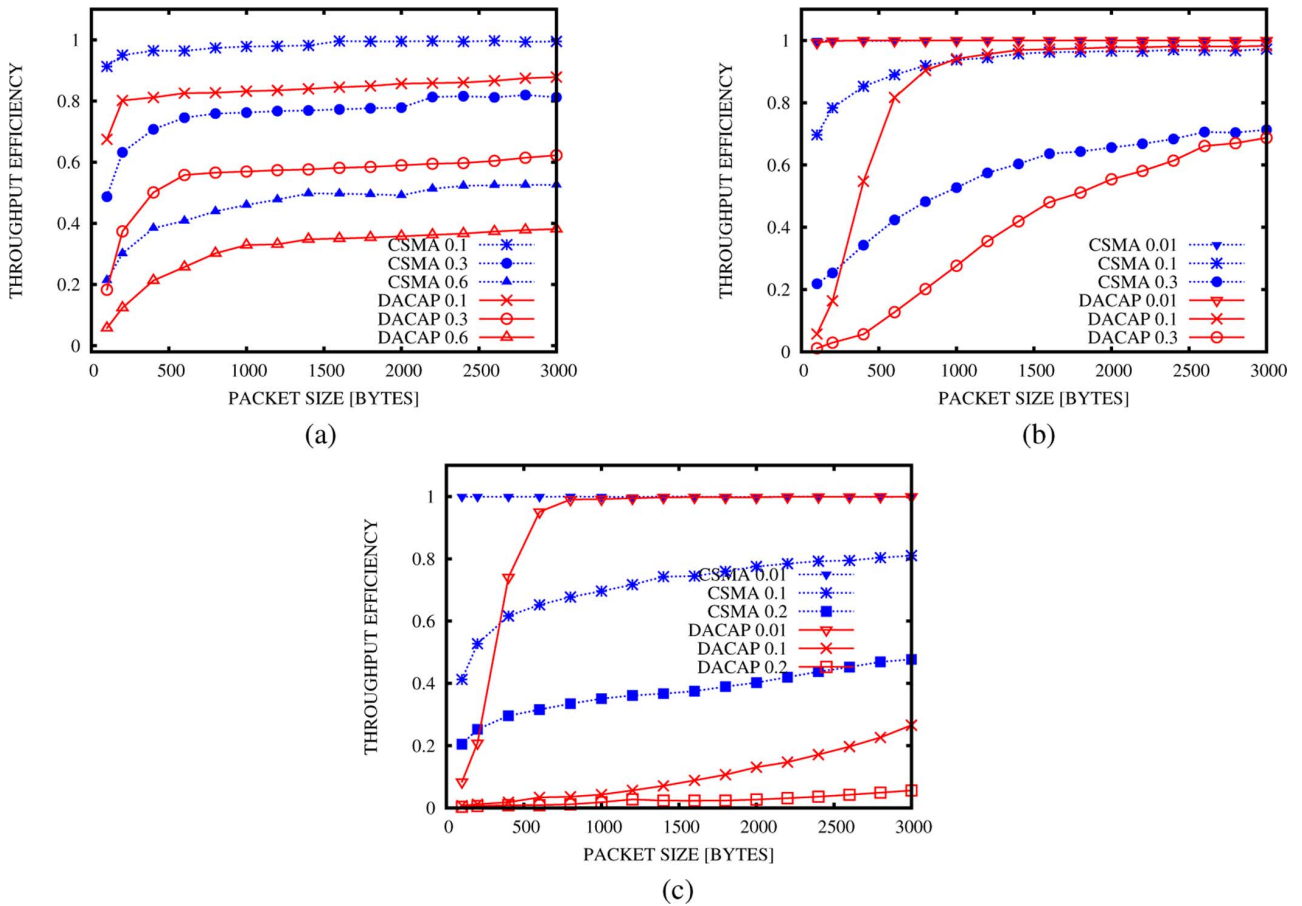 THROUGHPUT EFFICIENCY
1
0.8
0.6
0.4
0.2
0
CSMA 0.1
CSMA 0.3
CSMA 0.6
DACAP 0.1
DACAP 0.3
DACAP 0.6
0 500 1000 1500 2000 2500 3000
PACKET SIZE [BYTES]
(a)
THROUGHPUT EFFICIENCY
1
0.8
0.6
0.4
0.2
0
CSMA 0.01
CSMA 0.1
CSMA 0.3
DACAP 0.01
DACAP 0.1
DACAP 0.3
0 500 1000 1500 2000 2500 3000
PACKET SIZE [BYTES]
(b)
THROUGHPUT EFFICIENCY
1
0.8
0.6
0.4
0.2
0
CSMA 0.01
CSMA 0.1
CSMA 0.2
DACAP 0.01
DACAP 0.1
DACAP 0.2
0 500 1000 1500 2000 2500 3000
PACKET SIZE [BYTES]
(c)